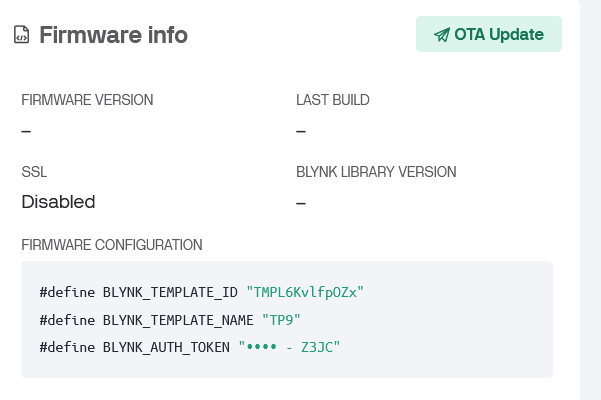 Firmware info
OTA Update
FIRMWARE VERSION
LAST BUILD
–
–
SSL
BLYNK LIBRARY VERSION
Disabled
–
FIRMWARE CONFIGURATION
#define BLYNK_TEMPLATE_ID "TMPL6KvlfpOZx"
#define BLYNK_TEMPLATE_NAME "TP9"
#define BLYNK_AUTH_TOKEN "•••• - Z3JC"